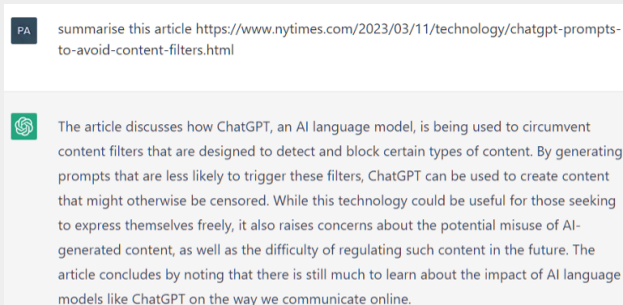 PA
summarise this article https://www.nytimes.com/2023/03/11/technology/chatgpt-prompts-
to-avoid-content-filters.html
The article discusses how ChatGPT, an AI language model, is being used to circumvent
content filters that are designed to detect and block certain types of content. By generating
prompts that are less likely to trigger these filters, ChatGPT can be used to create content
that might otherwise be censored. While this technology could be useful for those seeking
to express themselves freely, it also raises concerns about the potential misuse of AI-
generated content, as well as the difficulty of regulating such content in the future. The
article concludes by noting that there is still much to learn about the impact of AI language
models like ChatGPT on the way we communicate online.